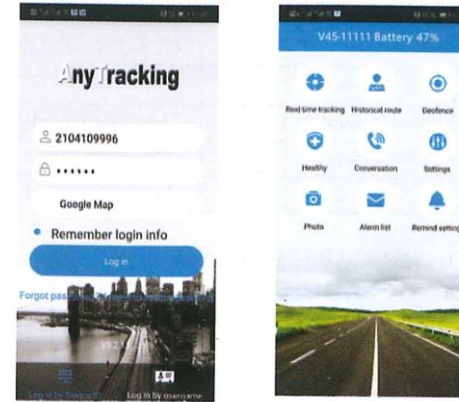 AnyTracking
2104109996
Google Map
Remember login info
Log in
Forgot
Log in by username
V45-11111 Battery 47%
Real-time tracking Historical route Geofence
Healthy Conversation Settings
Photo Alarm list Remind setting